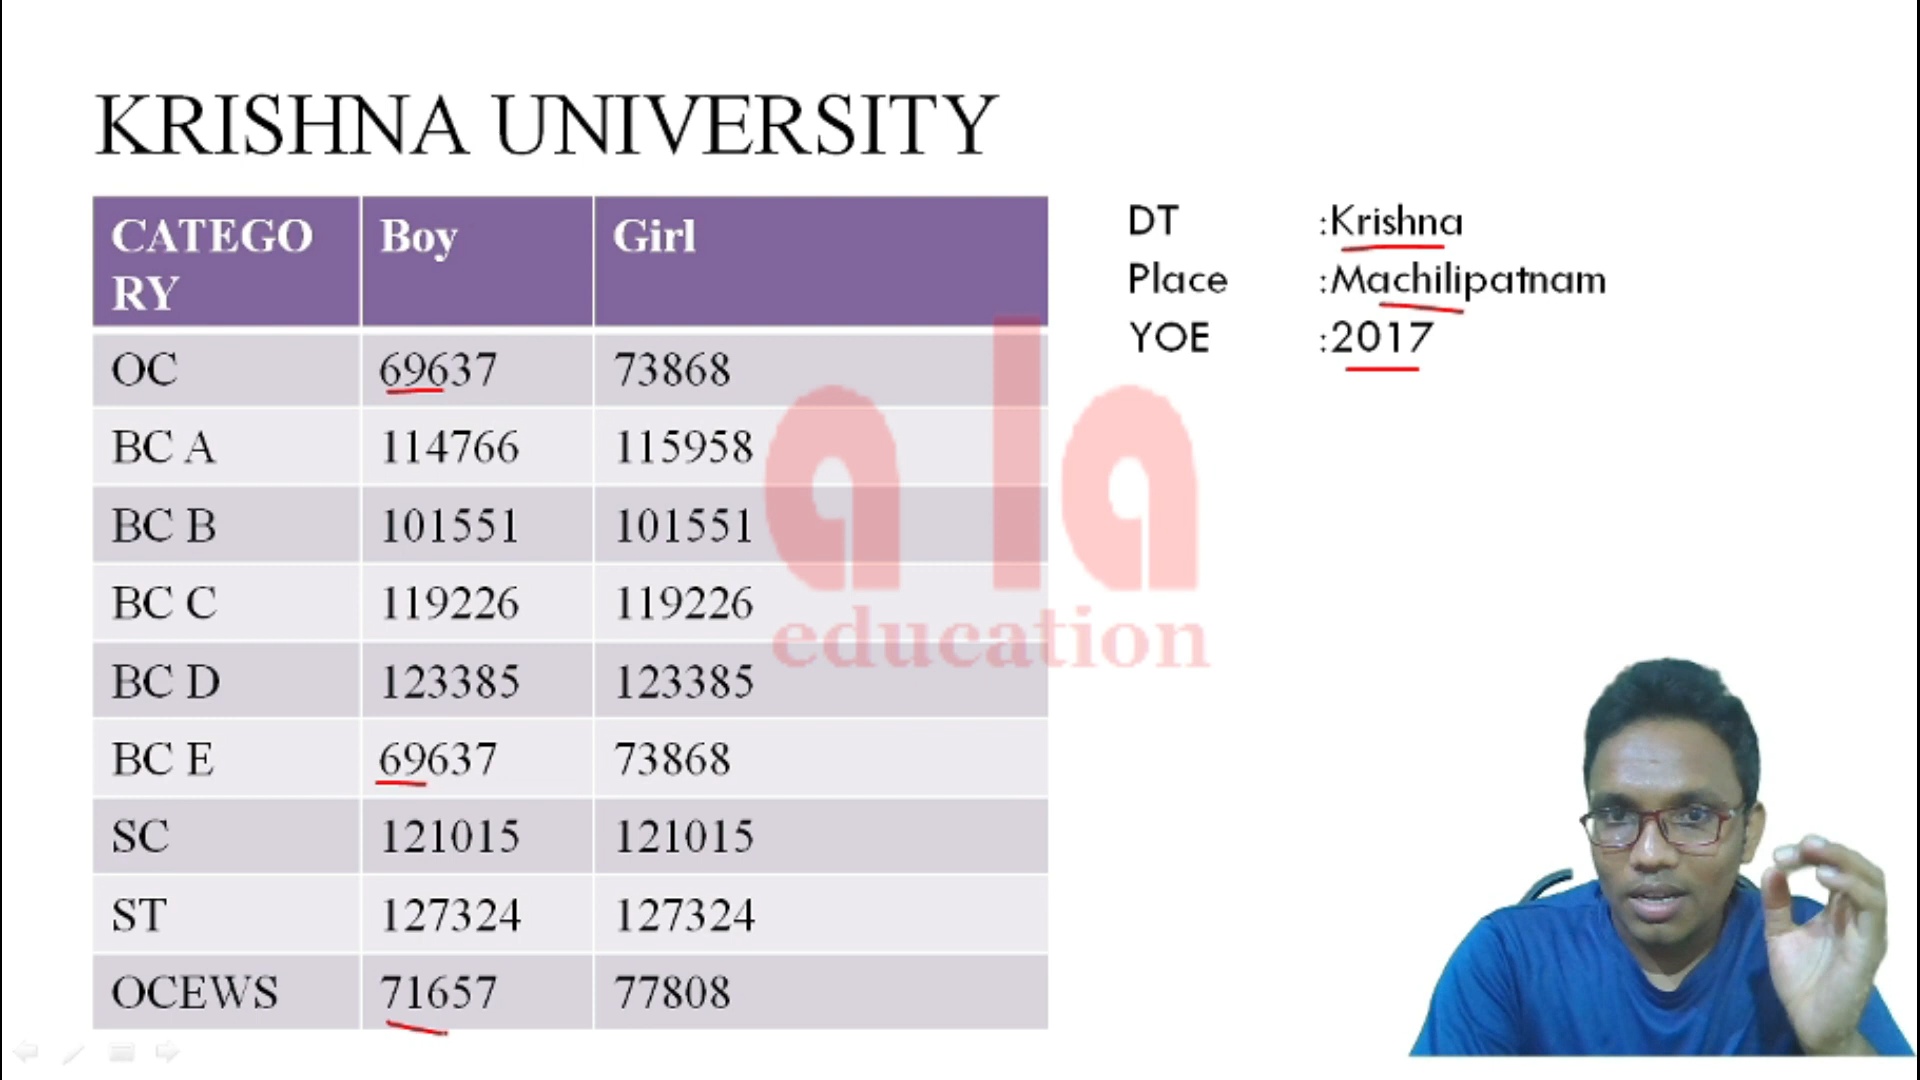 KRISHNA UNIVERSITY
CATEGO
RY Boy Girl
OC 69637 73868
BC A 114766 115958
BC B 101551 101551
BC C 119226 119226
BC D 123385 123385
BC E 69637 73868
SC 121015 121015
ST 127324 127324
OCEWS 71657 77808
DT :Krishna
Place :Machilipatnam
YOE :2017
a la
education